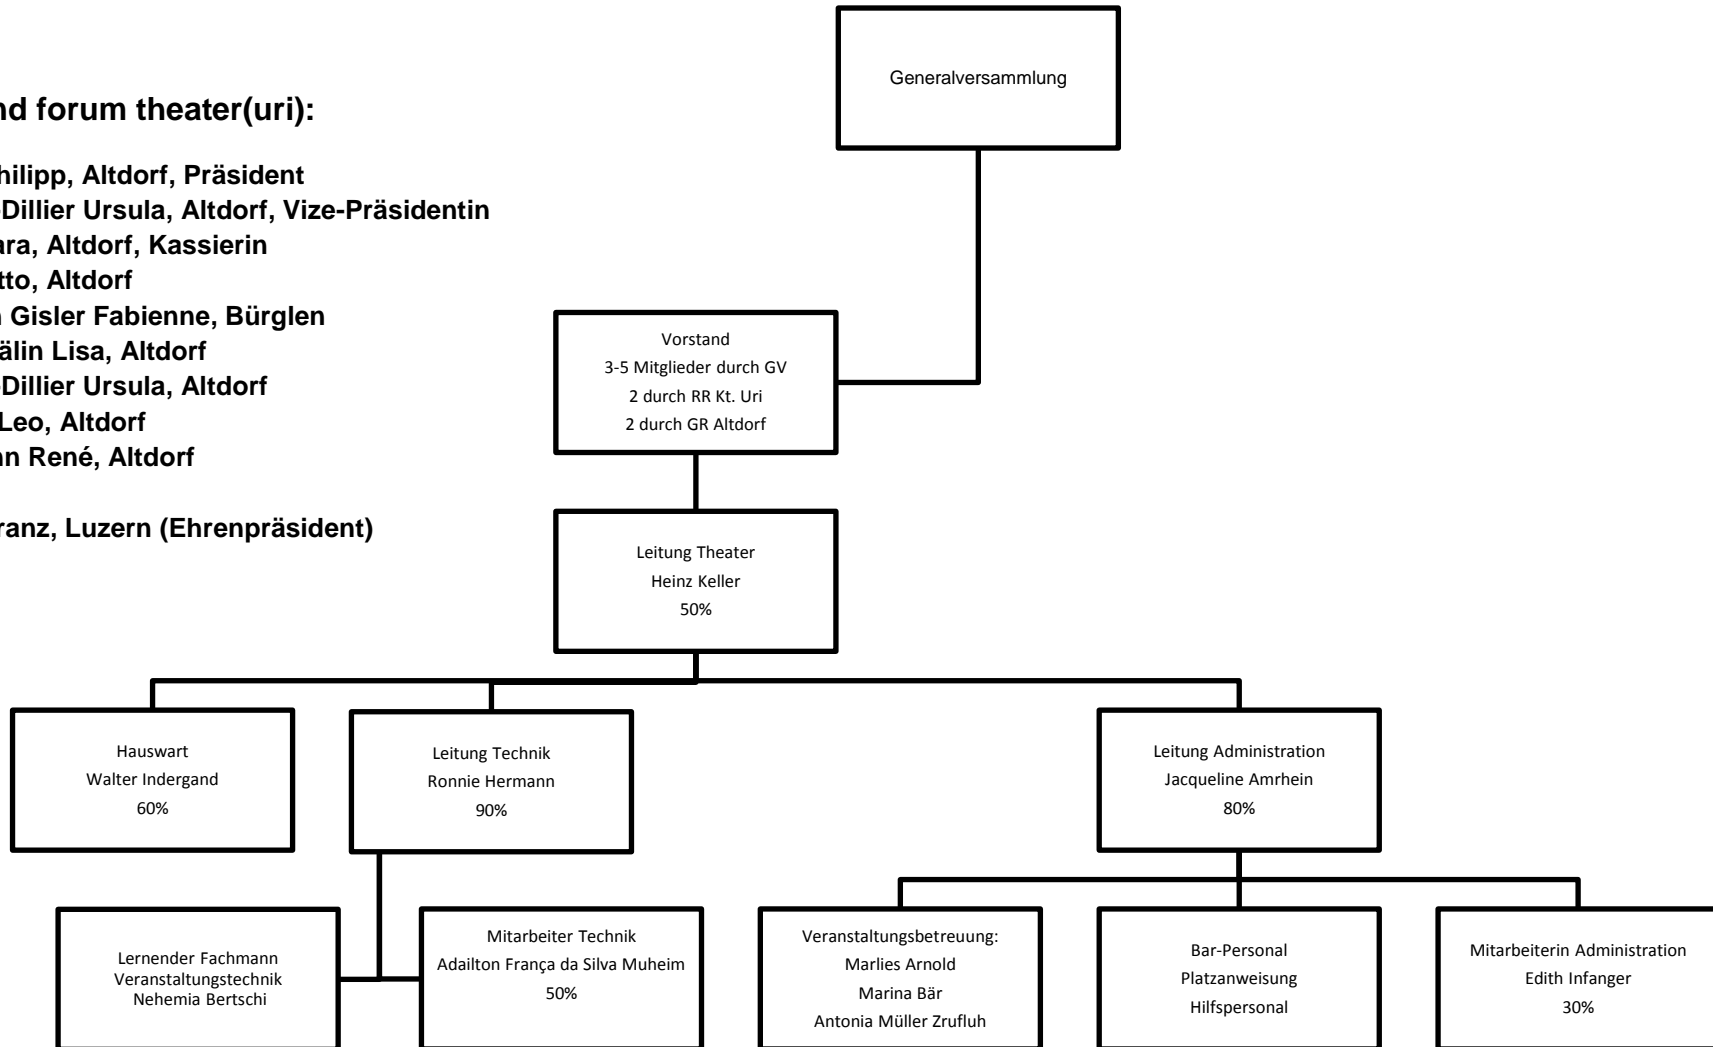 Generalversammlung
nd forum theater(uri):
hilipp, Altdorf, Präsident
Dillier Ursula, Altdorf, Vize-Präsidentin
ara, Altdorf, Kassierin
tto, Altdorf
n Gisler Fabienne, Bürglen
älin Lisa, Altdorf
Dillier Ursula, Altdorf
Leo, Altdorf
nn René, Altdorf
ranz, Luzern (Ehrenpräsident)
Vorstand
3-5 Mitglieder durch GV
2 durch RR Kt. Uri
2 durch GR Altdorf
Leitung Theater
Heinz Keller
50%
Hauswart
Walter Indergand
60%
Leitung Technik
Ronnie Hermann
90%
Leitung Administration
Jacqueline Amrhein
80%
Lernender Fachmann
Veranstaltungstechnik
Nehemia Bertschi
Mitarbeiter Technik
Adailton França da Silva Muheim
50%
Veranstaltungsbetreuung:
Marlies Arnold
Marina Bär
Antonia Müller Zrufluh
Bar-Personal
Platzanweisung
Hilfspersonal
Mitarbeiterin Administration
Edith Infanger
30%